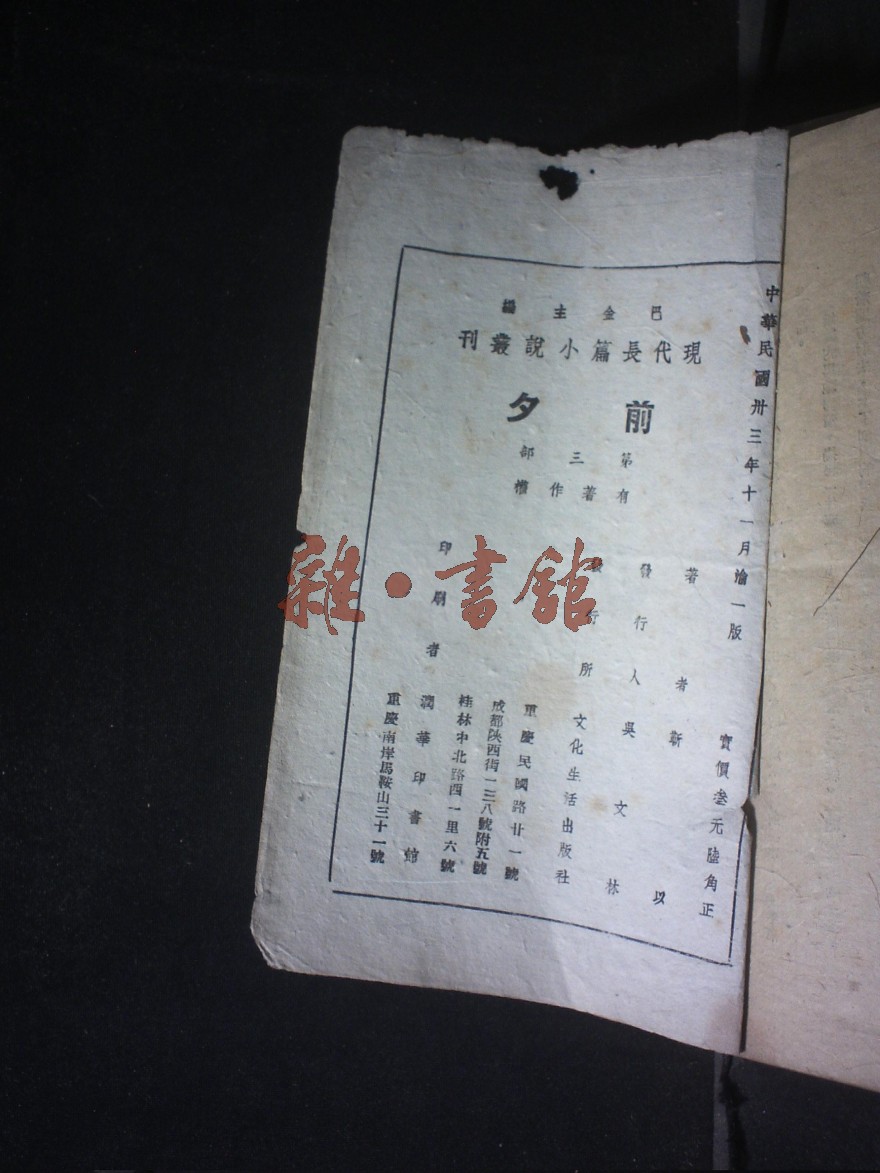 中華民國卅三年十一月渝一版
巴金主編
現代長篇小說叢刊
前夕
第三部
有著作權
實價叁元陸角正
著者 靳以
發行人 吳文林
發行所 文化生活出版社
重慶民國路廿一號
成都陝西街一三八號附五號
桂林中北路西一里六號
印刷者 潤華印書館
重慶南岸馬鞍山三十一號
雜·書館